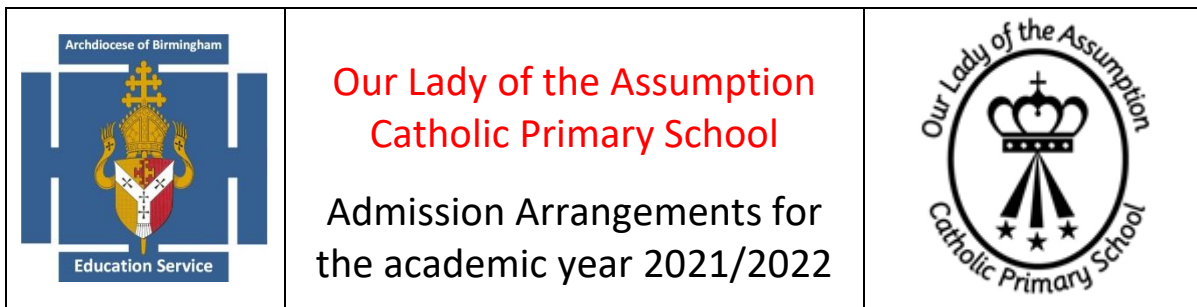 Archdiocese of Birmingham
Education Service
Our Lady of the Assumption
Catholic Primary School
Admission Arrangements for
the academic year 2021/2022
Our Lady of the Assumption
Catholic Primary School